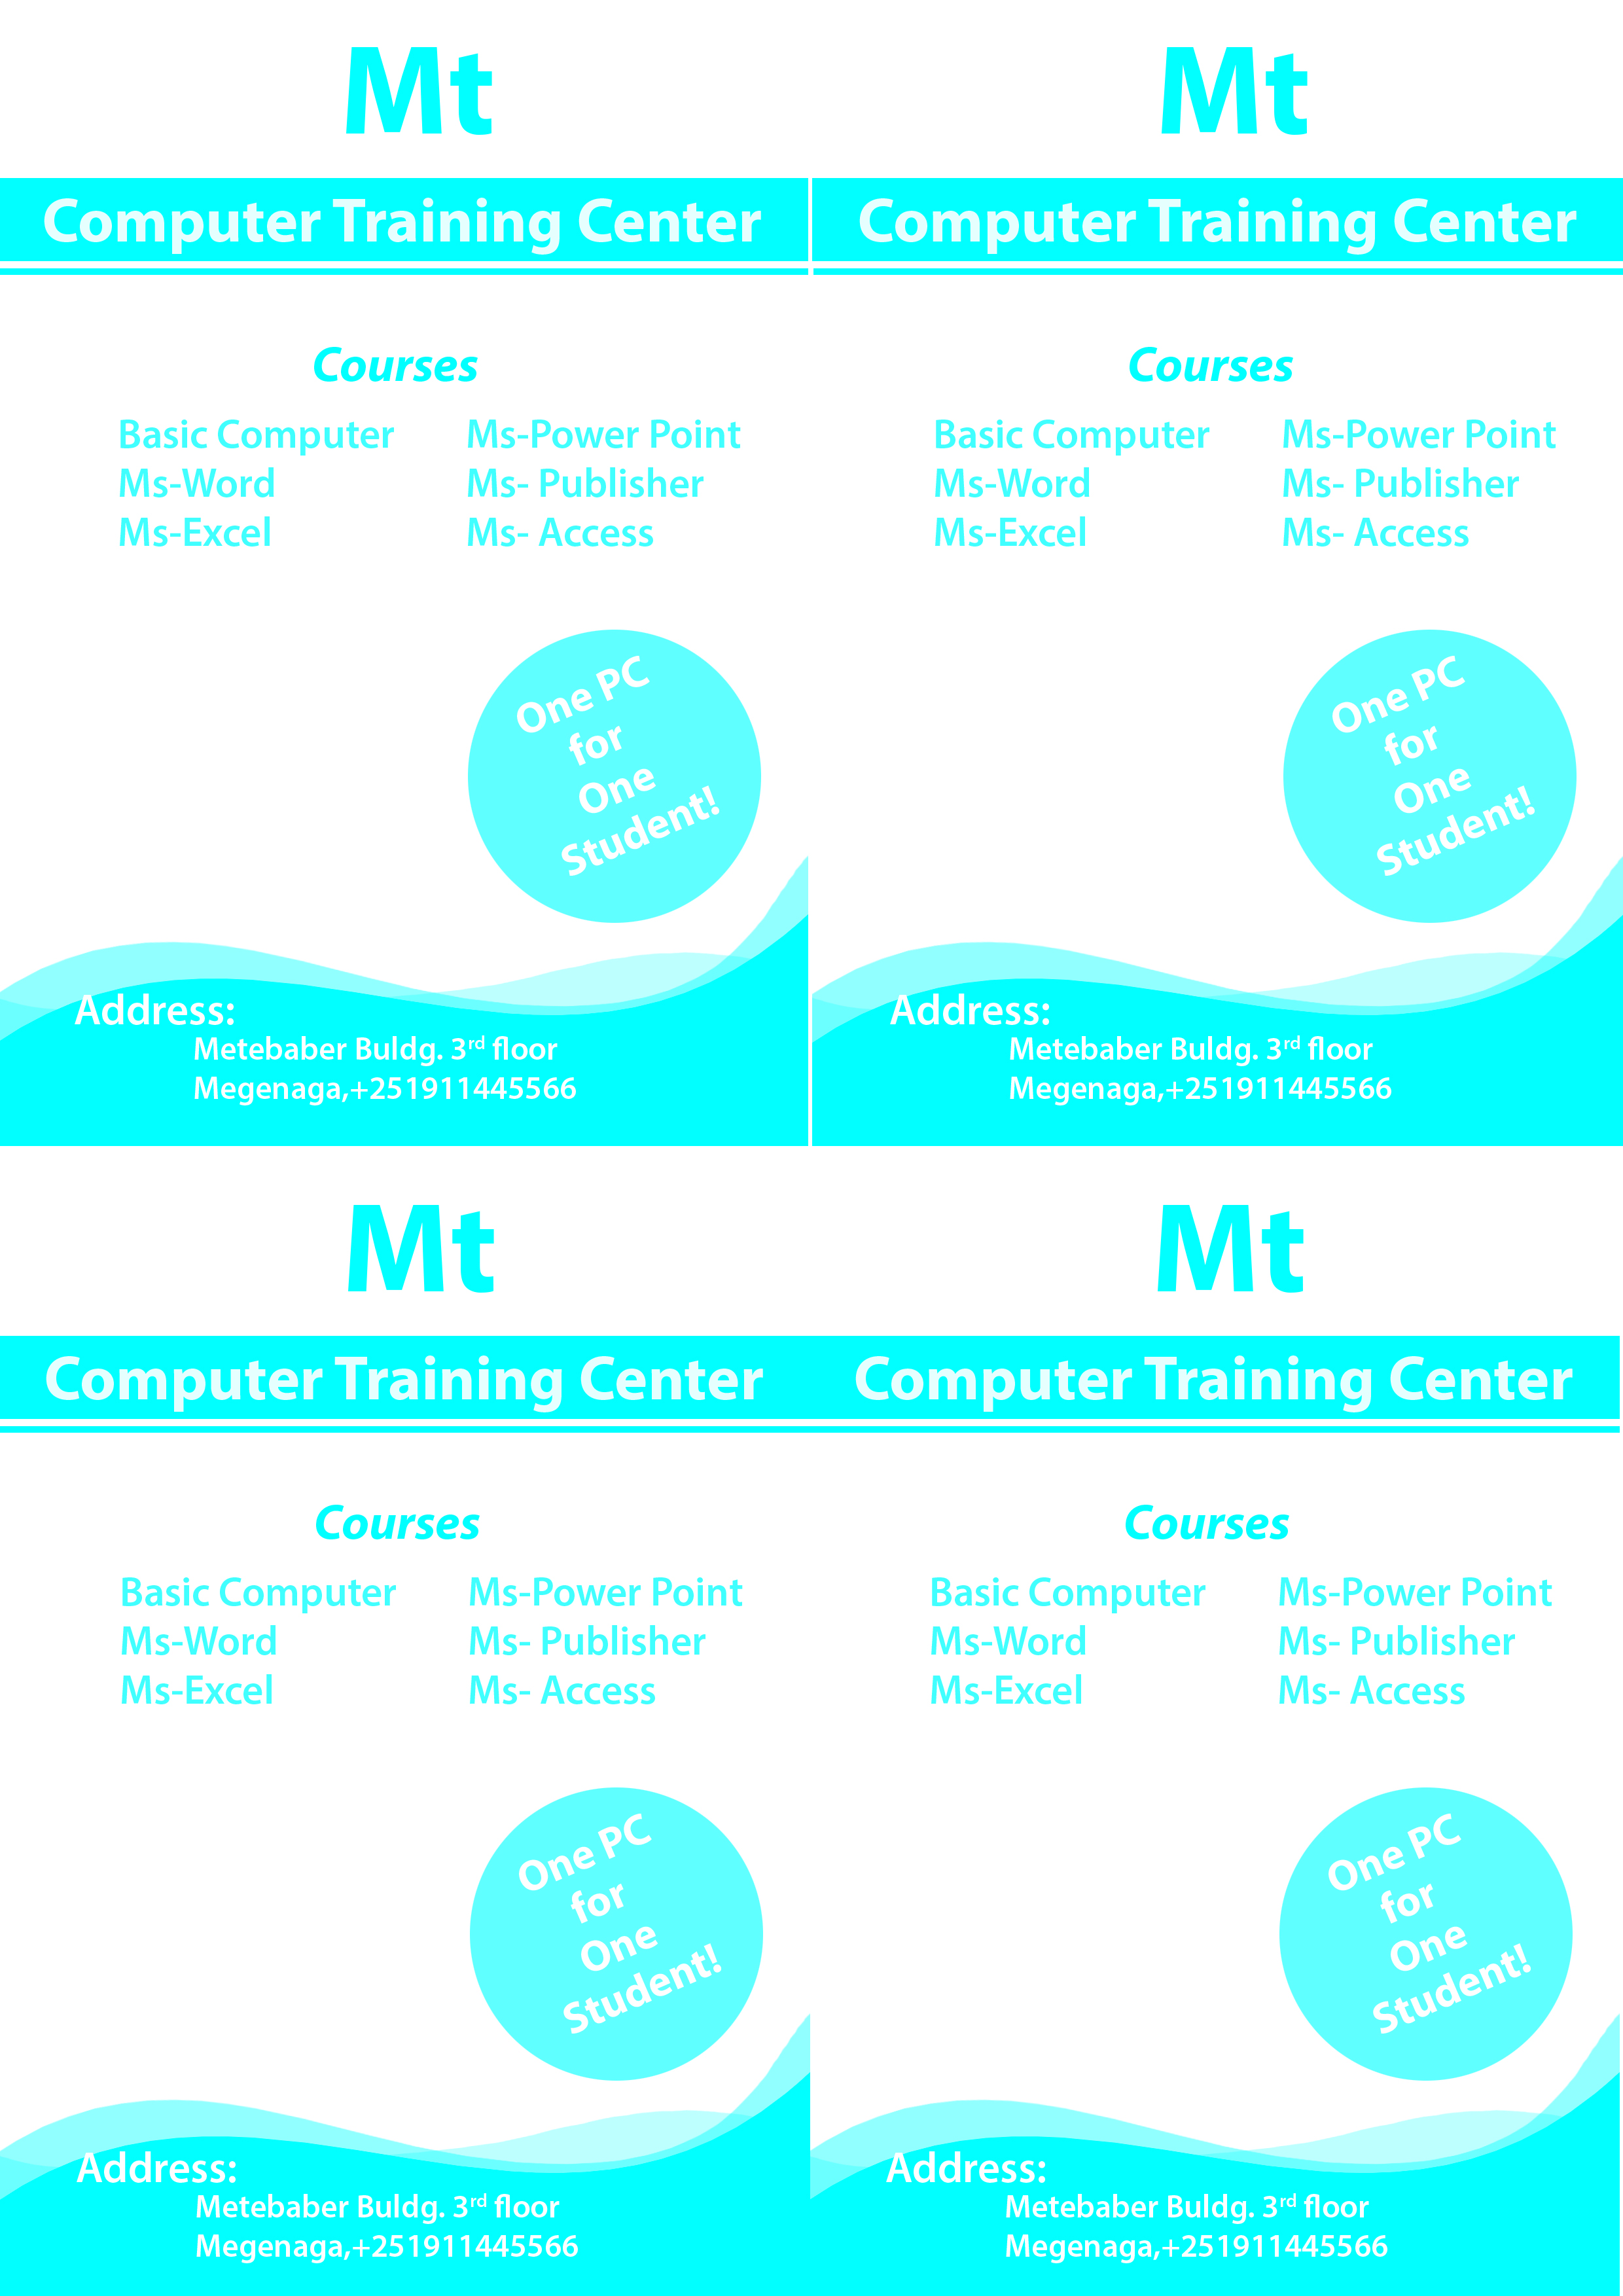 Mt
Computer Training Center
Courses
Basic Computer
Ms-Word
Ms-Excel
Ms-Power Point
Ms- Publisher
Ms- Access
One PC
for
One
Student!
Address:
Metebaber Buldg. 3rd floor
Megenaga,+251911445566
Mt
Computer Training Center
Courses
Basic Computer
Ms-Word
Ms-Excel
Ms-Power Point
Ms- Publisher
Ms- Access
One PC
for
One
Student!
Address:
Metebaber Buldg. 3rd floor
Megenaga,+251911445566
Mt
Computer Training Center
Courses
Basic Computer
Ms-Word
Ms-Excel
Ms-Power Point
Ms- Publisher
Ms- Access
One PC
for
One
Student!
Address:
Metebaber Buldg. 3rd floor
Megenaga,+251911445566
Mt
Computer Training Center
Courses
Basic Computer
Ms-Word
Ms-Excel
Ms-Power Point
Ms- Publisher
Ms- Access
One PC
for
One
Student!
Address:
Metebaber Buldg. 3rd floor
Megenaga,+251911445566